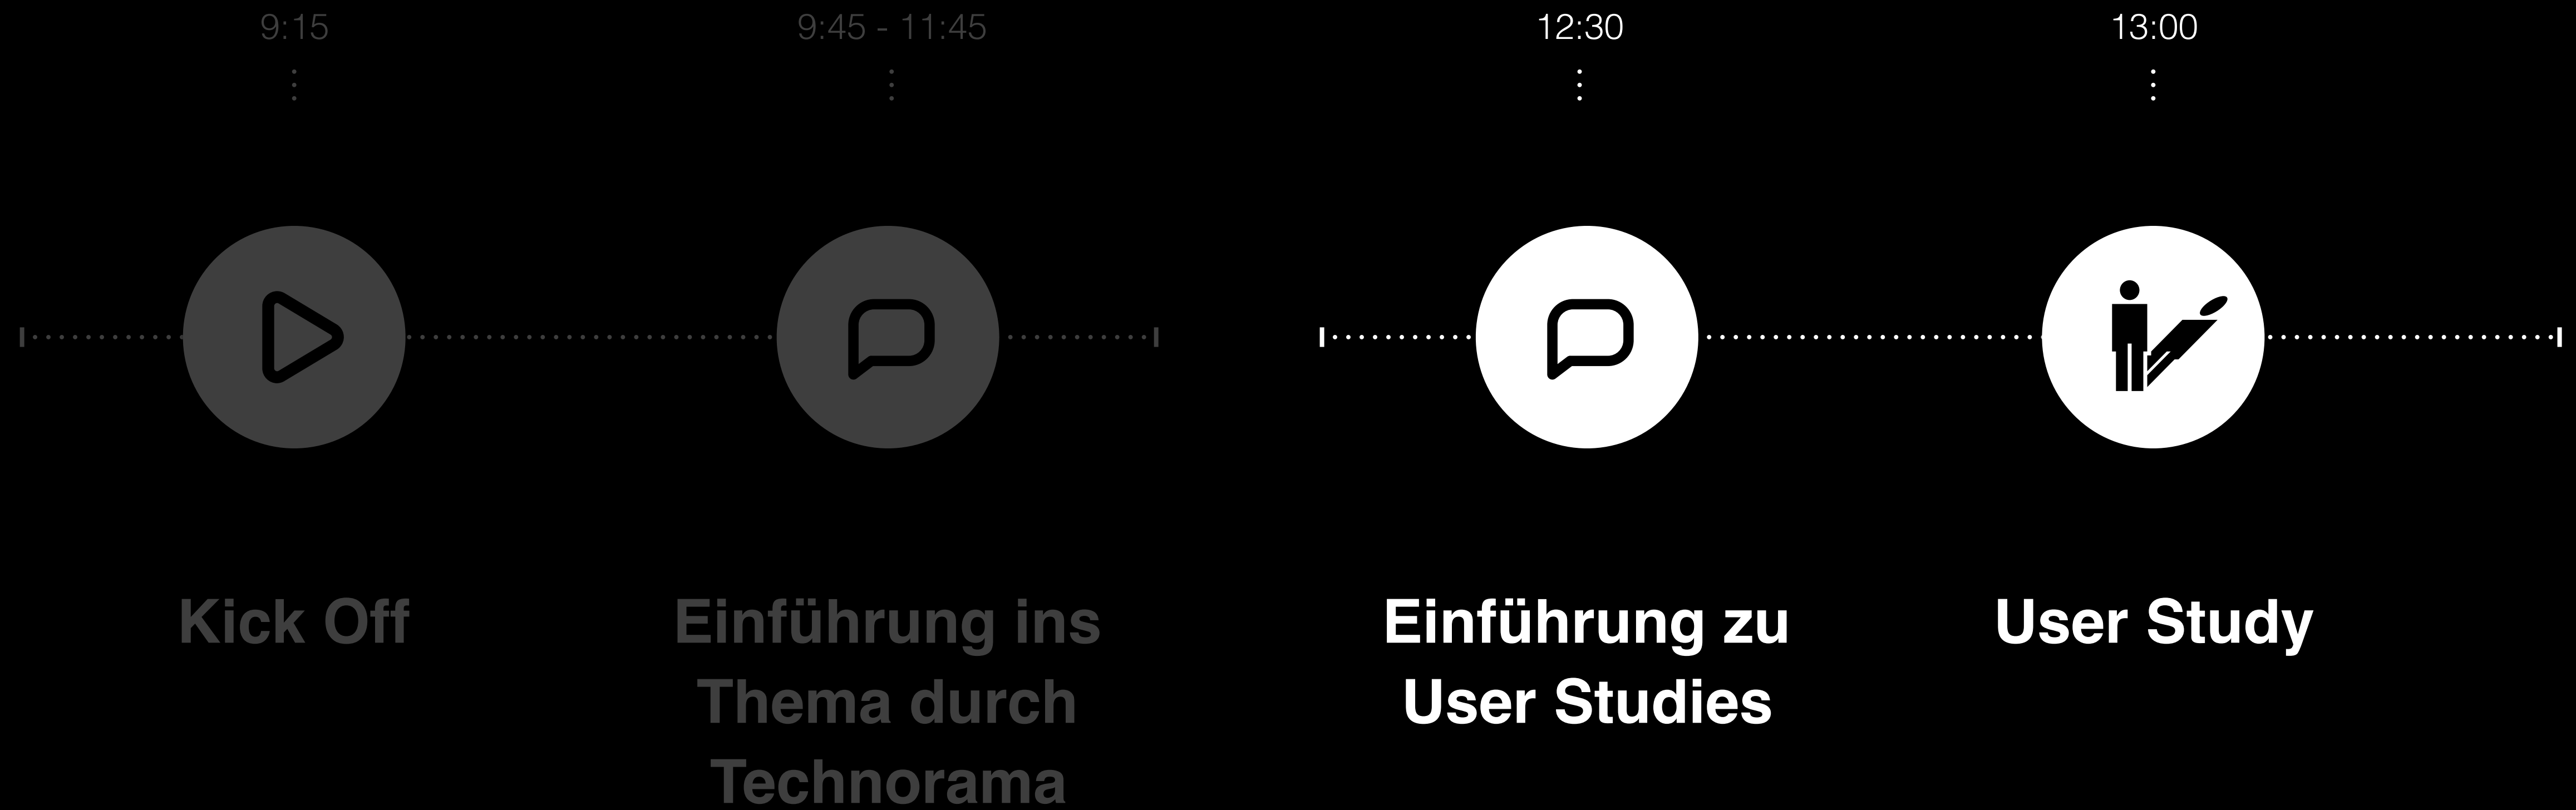 9:15
9:45 - 11:45
12:30
13:00
Kick Off
Einführung ins
Thema durch
Technorama
Einführung zu
User Studies
User Study